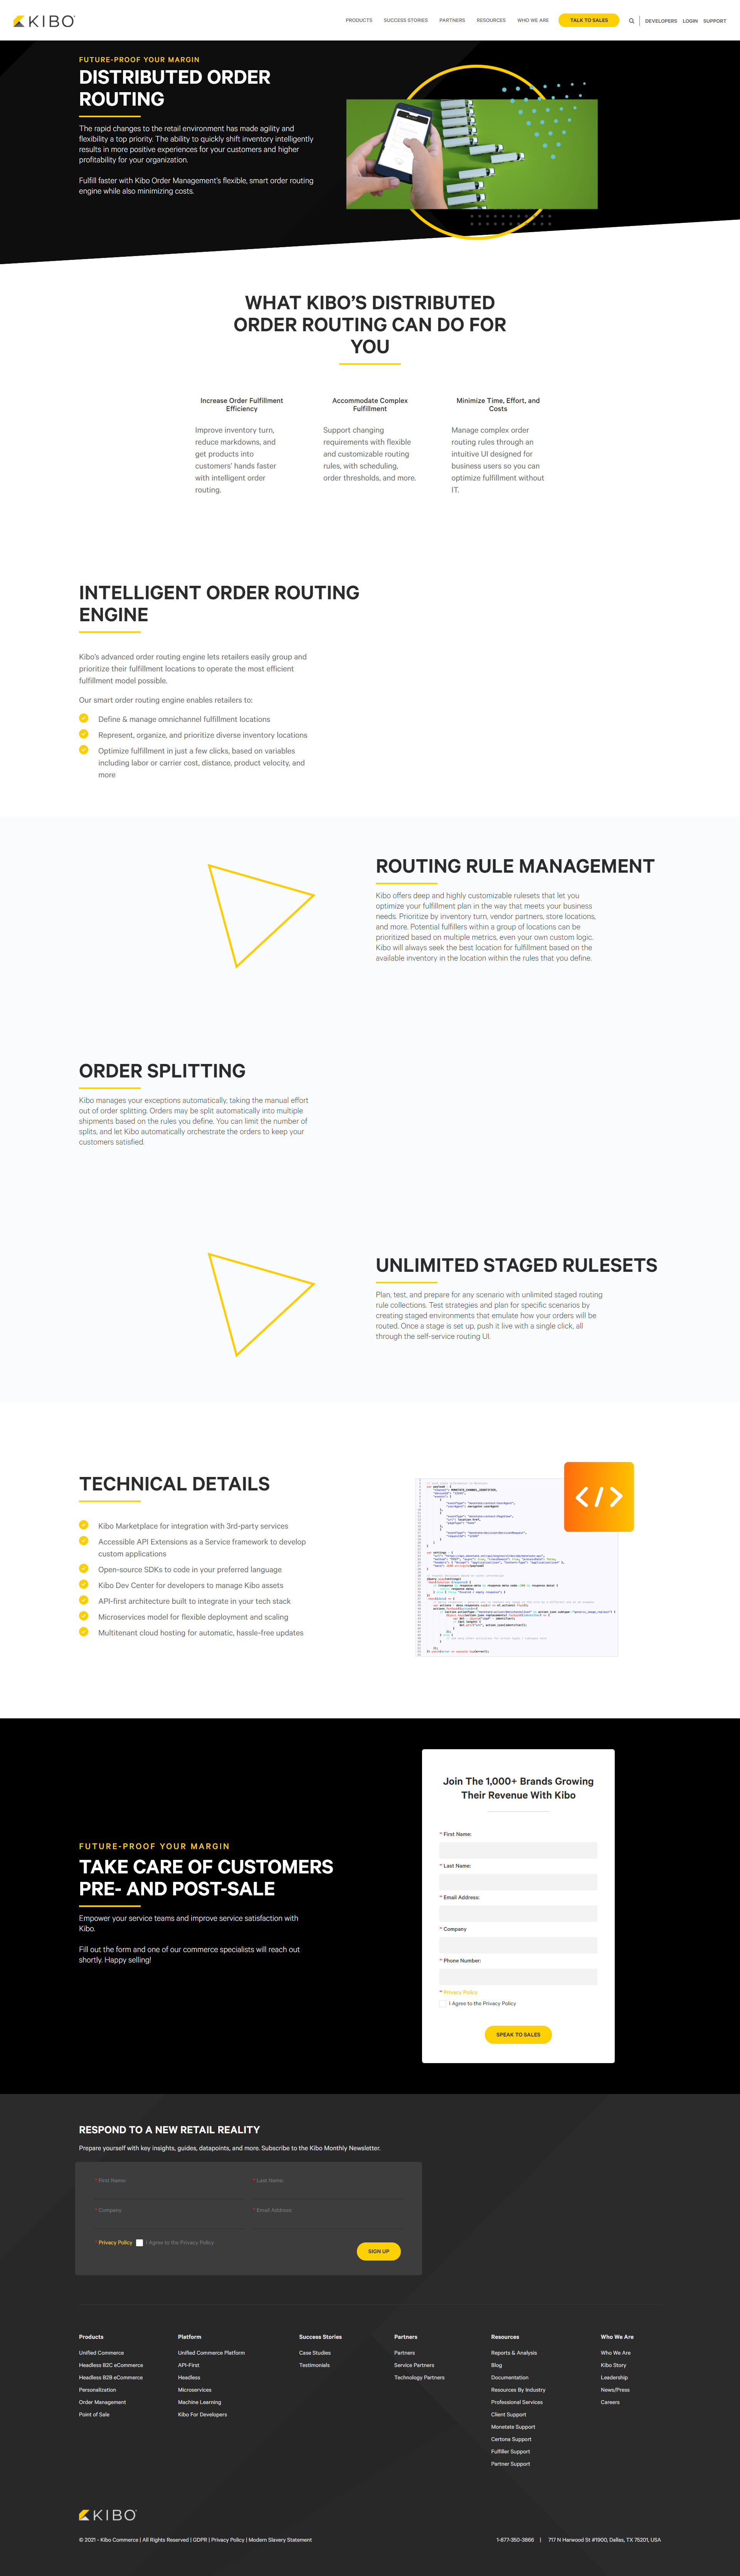 KIBO
PRODUCTS SUCCESS STORIES PARTNERS RESOURCES WHO WE ARE TALK TO SALES DEVELOPERS LOGIN SUPPORT
FUTURE-PROOF YOUR MARGIN
DISTRIBUTED ORDER
ROUTING
The rapid changes to the retail environment has made agility and
flexibility a top priority. The ability to quickly shift inventory intelligently
results in more positive experiences for your customers and higher
profitability for your organization.
Fulfill faster with Kibo Order Management's flexible, smart order routing
engine while also minimizing costs.
WHAT KIBO'S DISTRIBUTED
ORDER ROUTING CAN DO FOR
YOU
Increase Order Fulfillment
Efficiency
Improve inventory turn,
reduce markdowns, and
get products into
customers' hands faster
with intelligent order
routing.
Accommodate Complex
Fulfillment
Support changing
requirements with flexible
and customizable routing
rules, with scheduling,
order thresholds, and more.
Minimize Time, Effort, and
Costs
Manage complex order
routing rules through an
intuitive UI designed for
business users so you can
optimize fulfillment without
IT.
INTELLIGENT ORDER ROUTING
ENGINE
Kibo's advanced order routing engine lets retailers easily group and
prioritize their fulfillment locations to operate the most efficient
fulfillment model possible.
Our smart order routing engine enables retailers to:
Define & manage omnichannel fulfillment locations
Represent, organize, and prioritize diverse inventory locations
Optimize fulfillment in just a few clicks, based on variables
including labor or carrier cost, distance, product velocity, and
more
ROUTING RULE MANAGEMENT
Kibo offers deep and highly customizable rulesets that let you
optimize your fulfillment plan in the way that meets your business
needs. Prioritize by inventory turn, vendor partners, store locations,
and more. Potential fulfillers within a group of locations can be
prioritized based on multiple metrics, even your own custom logic.
Kibo will always seek the best location for fulfillment based on the
available inventory in the location within the rules that you define.
ORDER SPLITTING
Kibo manages your exceptions automatically, taking the manual effort
out of order splitting. Orders may be split automatically into multiple
shipments based on the rules you define. You can limit the number of
splits, and let Kibo automatically orchestrate the orders to keep your
customers satisfied.
UNLIMITED STAGED RULESETS
Plan, test, and prepare for any scenario with unlimited staged routing
rule collections. Test strategies and plan for specific scenarios by
creating staged environments that emulate how your orders will be
routed. Once a stage is set up, push it live with a single click, all
through the self-service routing UI.
TECHNICAL DETAILS
Kibo Marketplace for integration with 3rd-party services
Accessible API Extensions as a Service framework to develop
custom applications
Open-source SDKs to code in your preferred language
Kibo Dev Center for developers to manage Kibo assets
API-first architecture built to integrate in your tech stack
Microservices model for flexible deployment and scaling
Multitenant cloud hosting for automatic, hassle-free updates
</>
FUTURE-PROOF YOUR MARGIN
TAKE CARE OF CUSTOMERS
PRE- AND POST-SALE
Empower your service teams and improve service satisfaction with
Kibo.
Fill out the form and one of our commerce specialists will reach out
shortly. Happy selling!
Join The 1,000+ Brands Growing
Their Revenue With Kibo
* First Name:
* Last Name:
* Email Address:
* Company
* Phone Number:
* Privacy Policy
I Agree to the Privacy Policy
SPEAK TO SALES
RESPOND TO A NEW RETAIL REALITY
Prepare yourself with key insights, guides, datapoints, and more. Subscribe to the Kibo Monthly Newsletter.
* First Name: * Last Name:
* Company * Email Address:
* Privacy Policy I Agree to the Privacy Policy
SIGN UP
Products
Unified Commerce
Headless B2C eCommerce
Headless B2B eCommerce
Personalization
Order Management
Point of Sale
Platform
Unified Commerce Platform
API-First
Headless
Microservices
Machine Learning
Kibo For Developers
Success Stories
Case Studies
Testimonials
Partners
Partners
Service Partners
Technology Partners
Resources
Reports & Analysis
Blog
Documentation
Resources By Industry
Professional Services
Client Support
Monetate Support
Certona Support
Fulfiller Support
Partner Support
Who We Are
Who We Are
Kibo Story
Leadership
News/Press
Careers
KIBO
© 2021 - Kibo Commerce | All Rights Reserved | GDPR | Privacy Policy | Modern Slavery Statement
1-877-350-3866 | 717 N Harwood St #1900, Dallas, TX 75201, USA